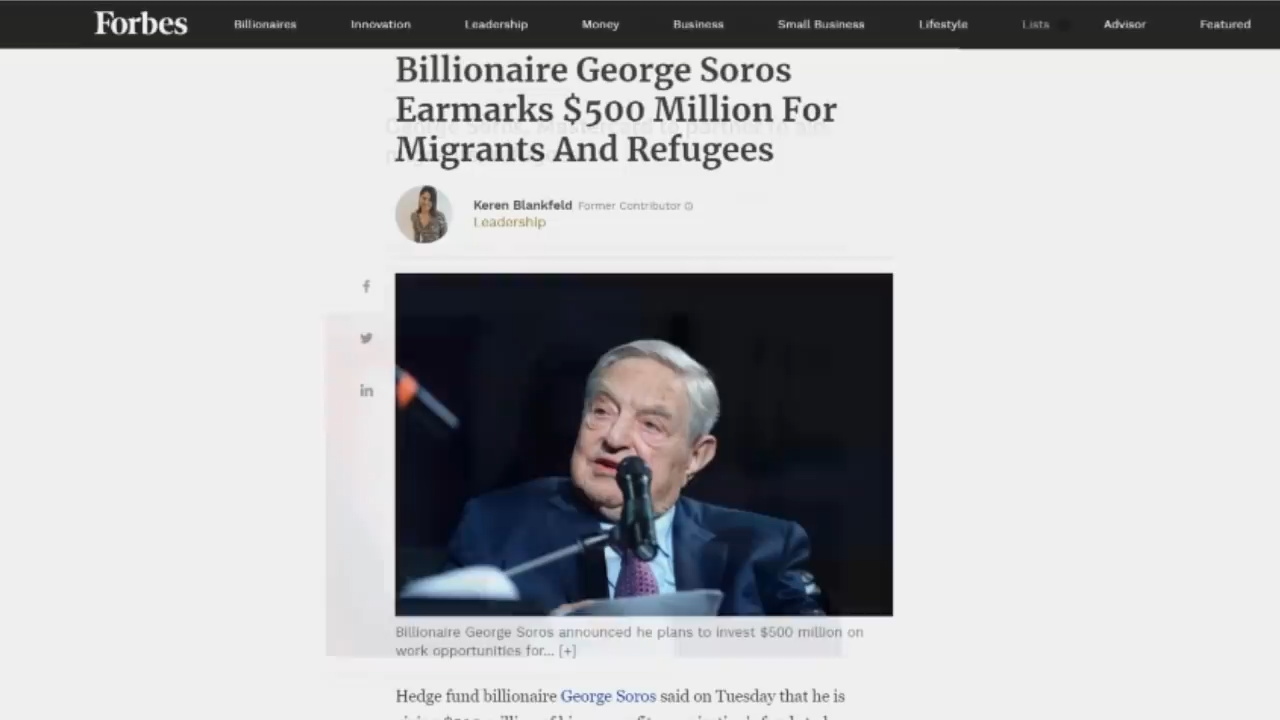 Forbes Billionaires Innovation Leadership Money Business Small Business Lifestyle Lists Advisor Featured
Billionaire George Soros
Earmarks $500 Million For
Migrants And Refugees
Keren Blankfeld Former Contributor
Leadership
f
in
Billionaire George Soros announced he plans to invest $500 million on
work opportunities for... [+]
Hedge fund billionaire George Soros said on Tuesday that he is